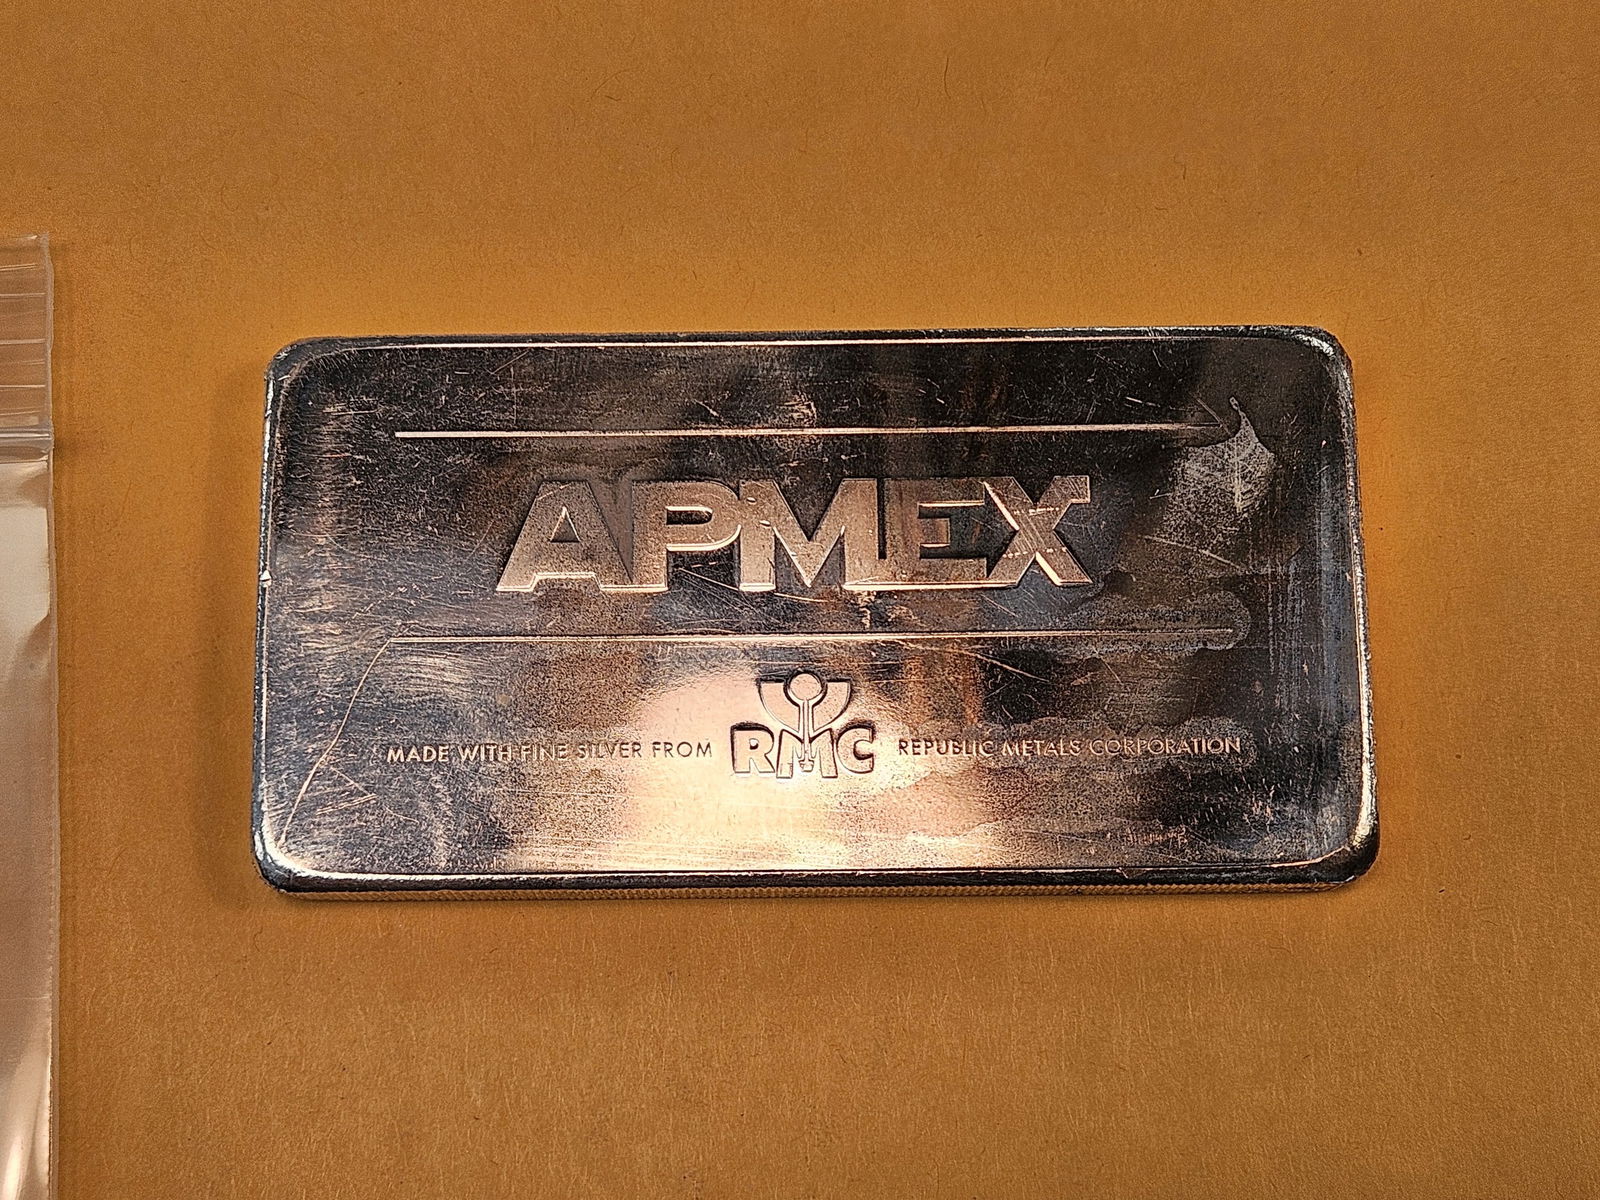 APMEX
MADE WITH FINE SILVER FROM RMC REPUBLIC METALS CORPORATION